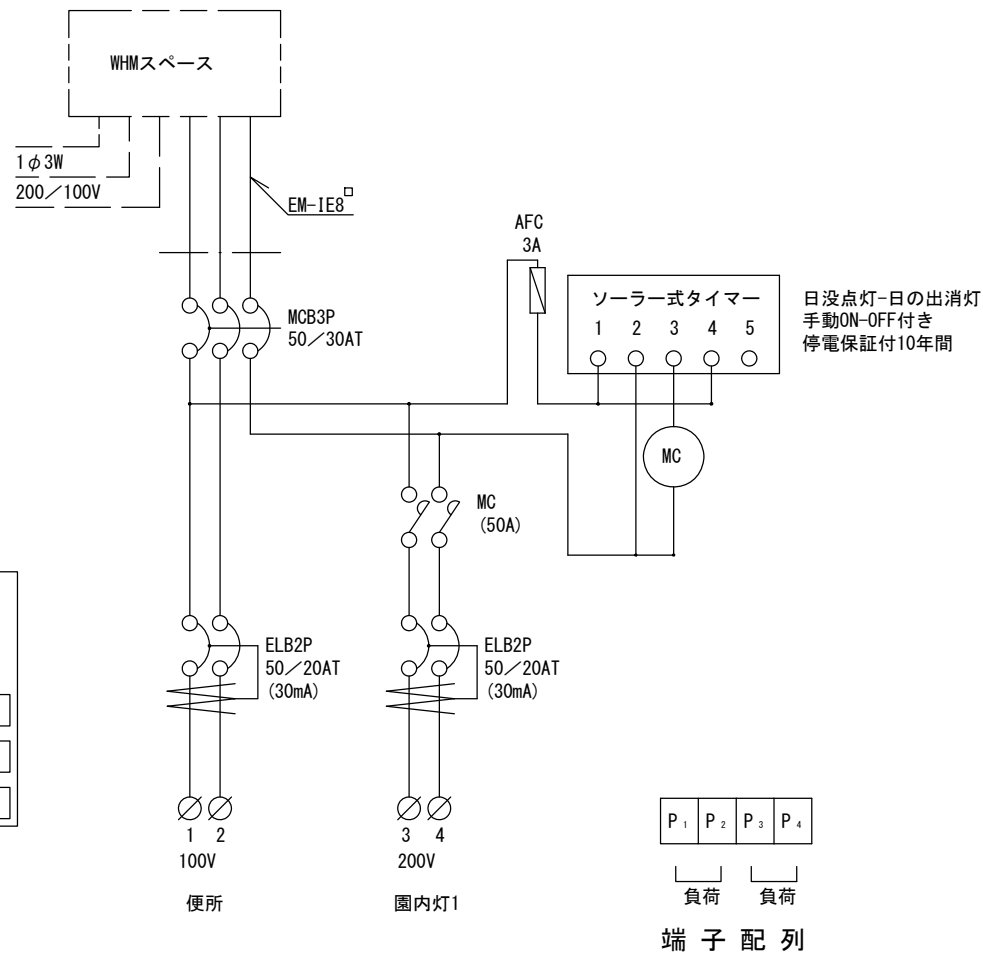 WHMスペース
1φ3W
200／100V
EM-IE8□
MCB3P
50／30AT
AFC
3A
ソーラー式タイマー
1 2 3 4 5
日没点灯-日の出消灯
手動ON-OFF付き
停電保証付10年間
MC
MC
(50A)
ELB2P
50／20AT
(30mA)
ELB2P
50／20AT
(30mA)
1 2
100V
便所
3 4
200V
園内灯1
P₁ P₂ P₃ P₄
負荷 負荷
端子配列